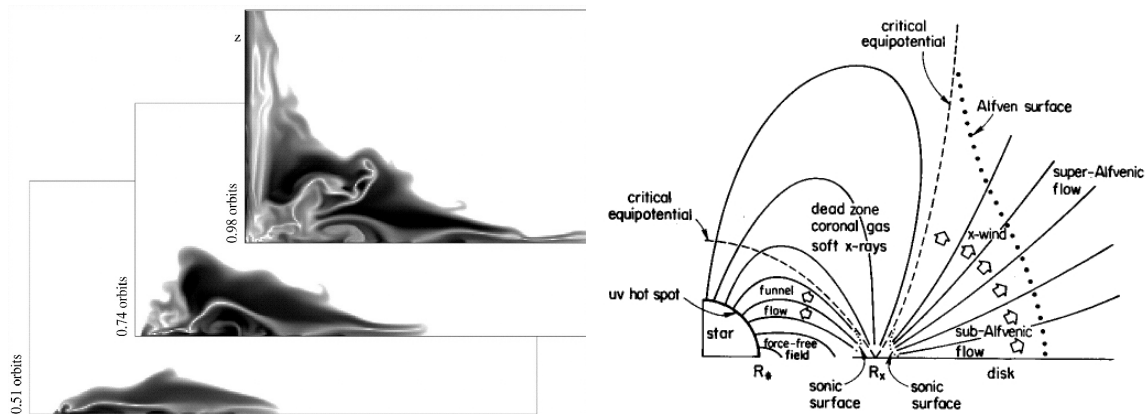 z
0.98 orbits
0.74 orbits
0.51 orbits
critical
equipotential
Alfven surface
super-Alfvenic
flow
critical
equipotential
dead zone
coronal gas
soft x-rays
x-wind
uv hot spot
funnel
flow
star
force-free
field
sub-Alfvenic
flow
R*
Rx
disk
sonic
surface
sonic
surface